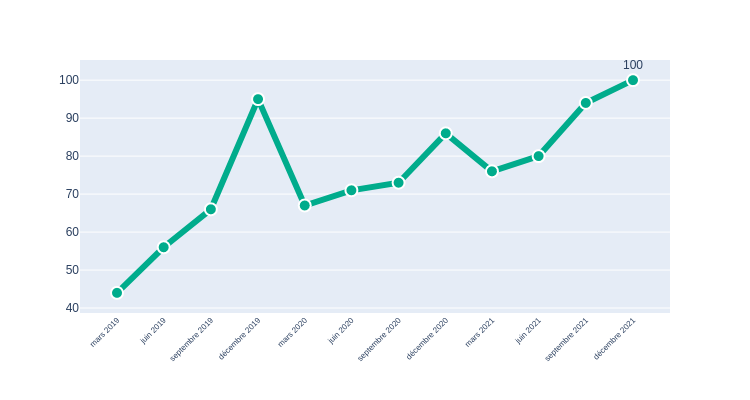 100
100
90
80
70
60
50
40
mars 2019
juin 2019
septembre 2019
décembre 2019
mars 2020
juin 2020
septembre 2020
décembre 2020
mars 2021
juin 2021
septembre 2021
décembre 2021